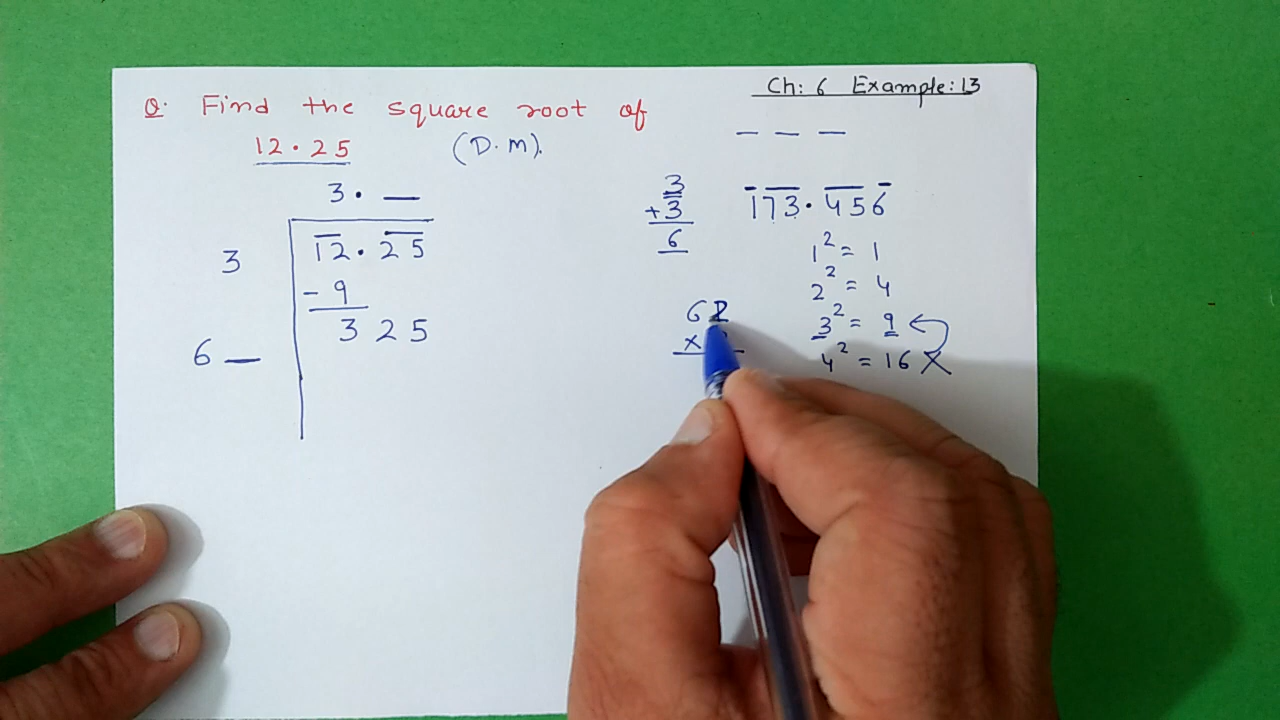 Ch: 6 Example: 13
Q. Find the square root of
12.25 (D.M).
3. _
3 12.25
- 9
6 _ 325
3
+ 3
6
173.456
1² = 1
2² = 4
3² = 9
4² = 16 X
6
×